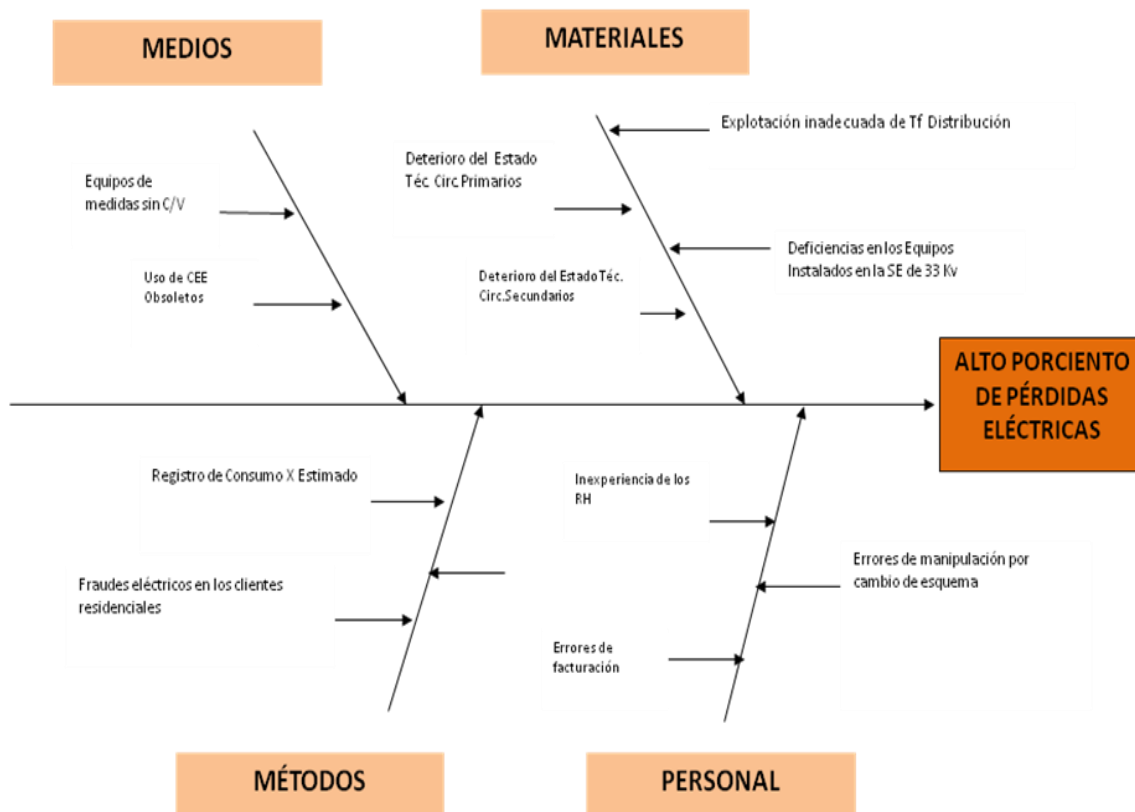 MEDIOS
MATERIALES
Explotación inadecuada de Tf Distribución
Deterioro del Estado
Téc. Circ.Primarios
Equipos de
medidas sin C/V
Deficiencias en los Equipos
Instalados en la SE de 33 Kv
Uso de CEE
Obsoletos
Deterioro del Estado Téc.
Circ.Secundarios
ALTO PORCIENTO
DE PÉRDIDAS
ELÉCTRICAS
Registro de Consumo X Estimado
Inexperiencia de los
RH
Fraudes eléctricos en los clientes
residenciales
Errores de manipulación por
cambio de esquema
Errores de
facturación
MÉTODOS
PERSONAL